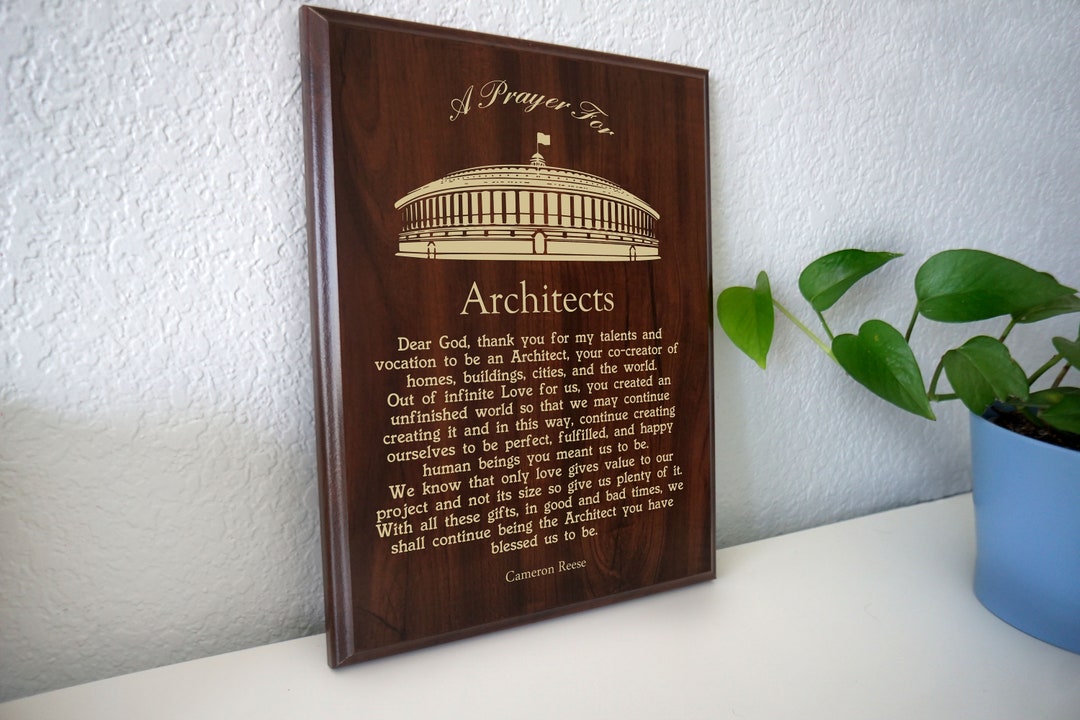 A Prayer For
Architects
Dear God, thank you for my talents and
vocation to be an Architect, your co-creator of
homes, buildings, cities, and the world.
Out of infinite Love for us, you created an
unfinished world so that we may continue
creating it and in this way, continue creating
ourselves to be perfect, fulfilled, and happy
human beings you meant us to be.
We know that only love gives value to our
project and not its size so give us plenty of it.
With all these gifts, in good and bad times, we
shall continue being the Architect you have
blessed us to be.
Cameron Reese